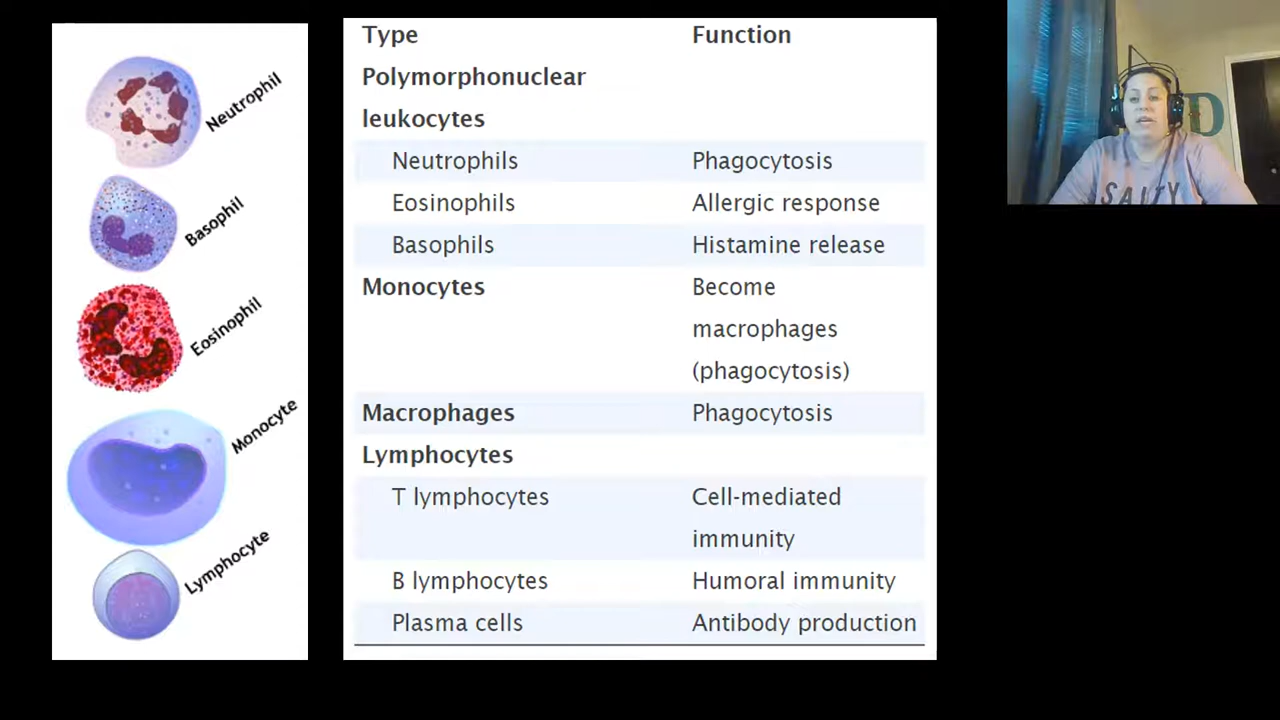 Neutrophil
Basophil
Eosinophil
Monocyte
Lymphocyte
Type Function
Polymorphonuclear
leukocytes
Neutrophils Phagocytosis
Eosinophils Allergic response
Basophils Histamine release
Monocytes Become
macrophages
(phagocytosis)
Macrophages Phagocytosis
Lymphocytes
T lymphocytes Cell-mediated
immunity
B lymphocytes Humoral immunity
Plasma cells Antibody production
D
SALTY